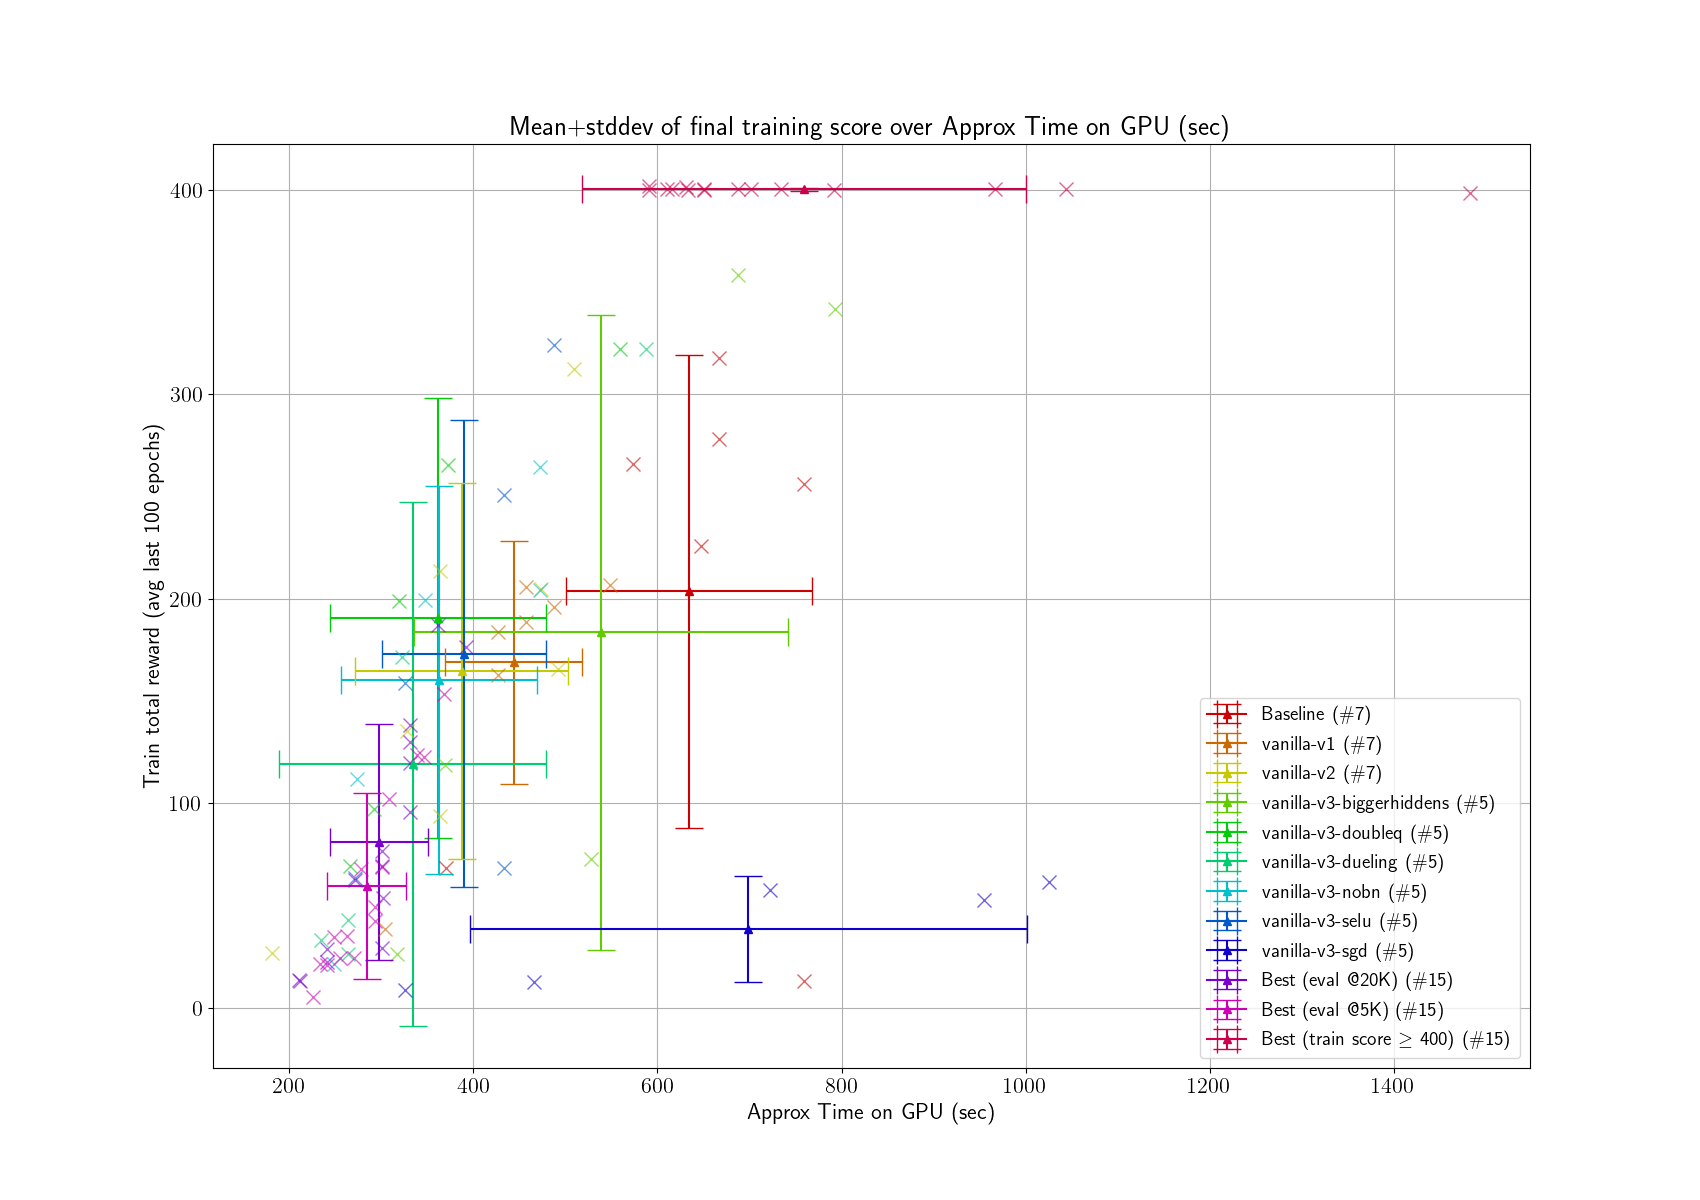 Mean+stddev of final training score over Approx Time on GPU (sec)
Train total reward (avg last 100 epochs)
400
300
200
100
0
200 400 600 800 1000 1200 1400
Approx Time on GPU (sec)
Baseline (#7)
vanilla-v1 (#7)
vanilla-v2 (#7)
vanilla-v3-biggerhiddens (#5)
vanilla-v3-doubleq (#5)
vanilla-v3-dueling (#5)
vanilla-v3-nobn (#5)
vanilla-v3-selu (#5)
vanilla-v3-sgd (#5)
Best (eval @20K) (#15)
Best (eval @5K) (#15)
Best (train score ≥ 400) (#15)